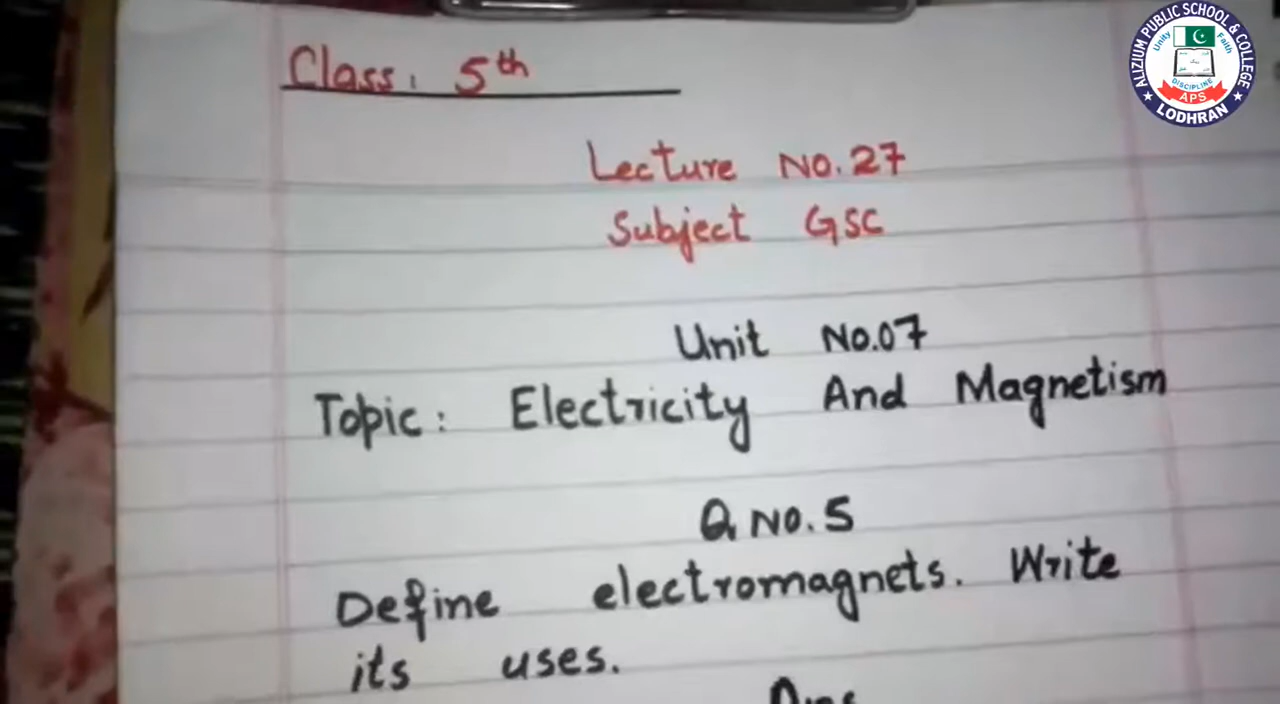 Class: 5th
Lecture No. 27
Subject GSC
Unit No. 07
Topic: Electricity And Magnetism
Q No. 5
Define electromagnets. Write
its uses.
Ans
ALIZIUM PUBLIC SCHOOL & COLLEGE
Unity Faith
DISCIPLINE
APS
LODHRAN